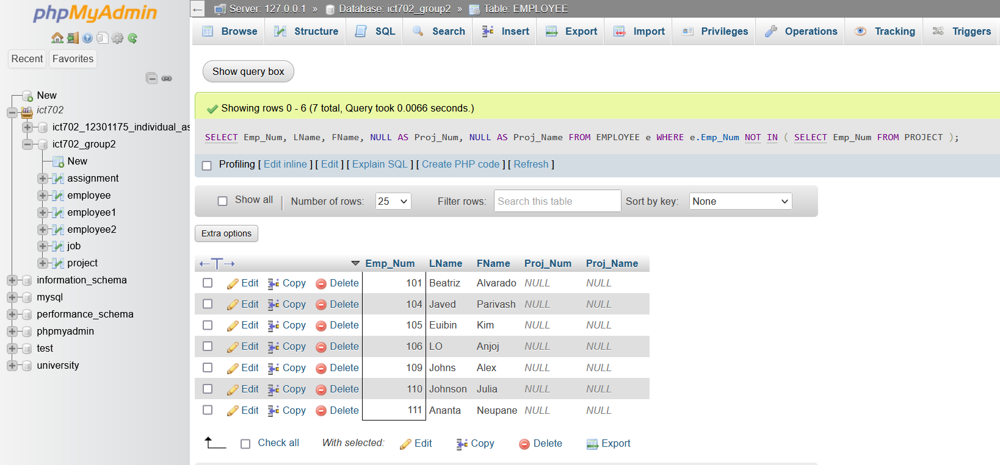 phpMyAdmin
Recent Favorites
New
ict702
ict702_12301175_individual_as
ict702_group2
New
assignment
employee
employee1
employee2
job
project
information_schema
mysql
performance_schema
phpmyadmin
test
university
← Server: 127.0.0.1 » Database: ict702_group2 » Table: EMPLOYEE
Browse Structure SQL Search Insert Export Import Privileges Operations Tracking Triggers
Show query box
Showing rows 0 - 6 (7 total, Query took 0.0066 seconds.)
SELECT Emp_Num, LName, FName, NULL AS Proj_Num, NULL AS Proj_Name FROM EMPLOYEE e WHERE e.Emp_Num NOT IN ( SELECT Emp_Num FROM PROJECT );
Profiling [ Edit inline ] [ Edit ] [ Explain SQL ] [ Create PHP code ] [ Refresh ]
Show all | Number of rows: 25 Filter rows: Search this table Sort by key: None
Extra options
←T→ Emp_Num LName FName Proj_Num Proj_Name
Edit Copy Delete 101 Beatriz Alvarado NULL NULL
Edit Copy Delete 104 Javed Parivash NULL NULL
Edit Copy Delete 105 Euibin Kim NULL NULL
Edit Copy Delete 106 LO Anjoj NULL NULL
Edit Copy Delete 109 Johns Alex NULL NULL
Edit Copy Delete 110 Johnson Julia NULL NULL
Edit Copy Delete 111 Ananta Neupane NULL NULL
Check all With selected: Edit Copy Delete Export